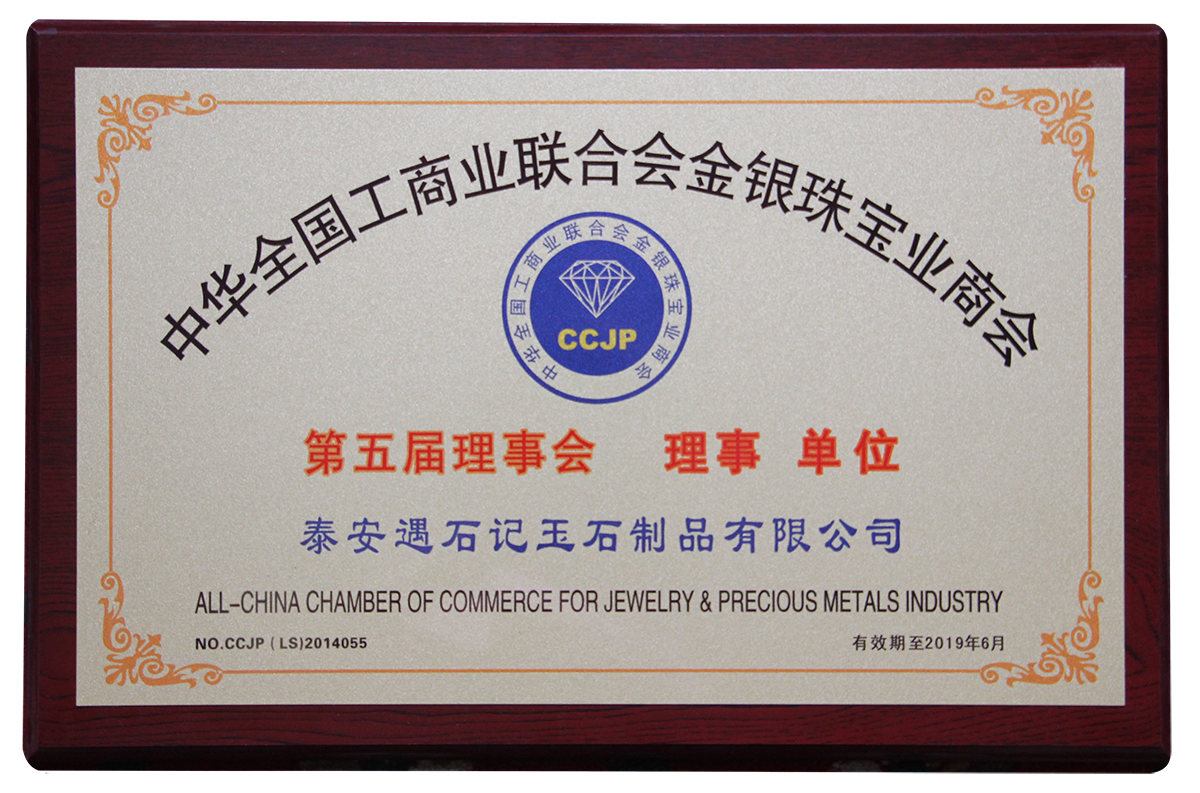 中华全国工商业联合会金银珠宝业商会
中华全国工商业联合会金银珠宝业商会
CCJP
第五届理事会 理事 单位
泰安遇石记玉石制品有限公司
ALL-CHINA CHAMBER OF COMMERCE FOR JEWELRY & PRECIOUS METALS INDUSTRY
NO.CCJP ( LS)2014055 有效期至2019年6月